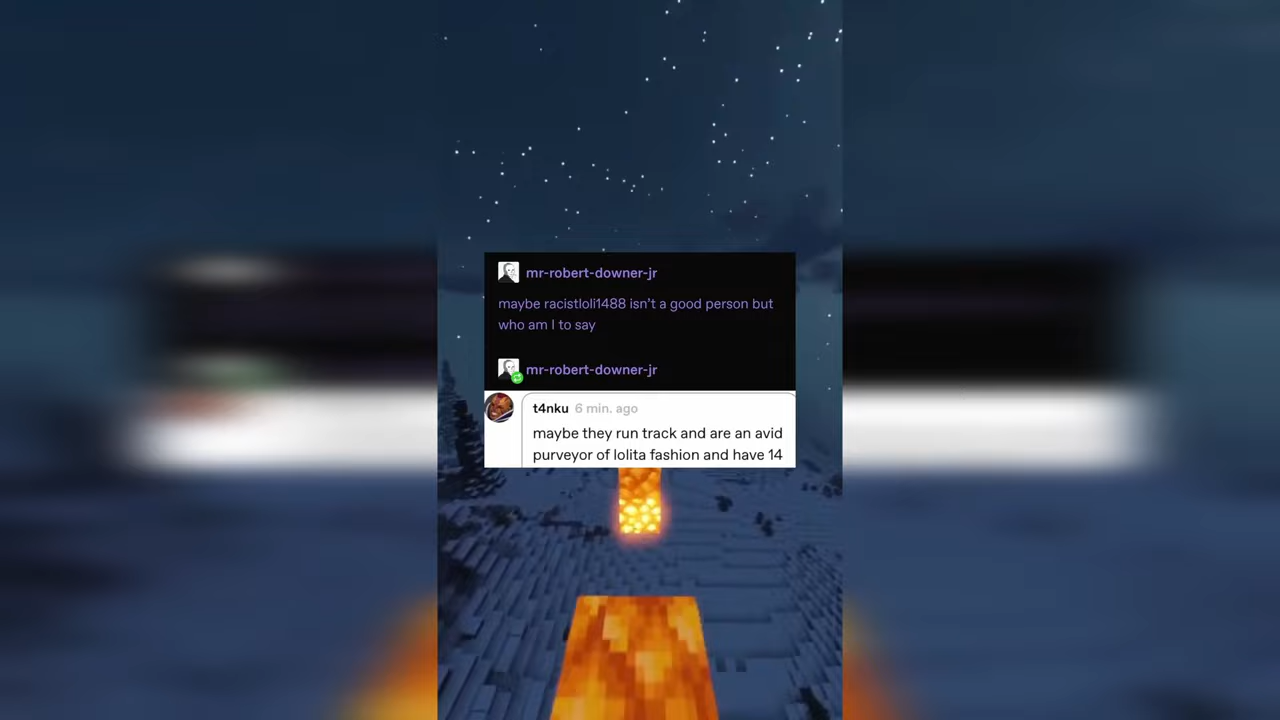 mr-robert-downer-jr
maybe racistloli1488 isn't a good person but
who am I to say
mr-robert-downer-jr
t4nku 6 min. ago
maybe they run track and are an avid
purveyor of lolita fashion and have 14